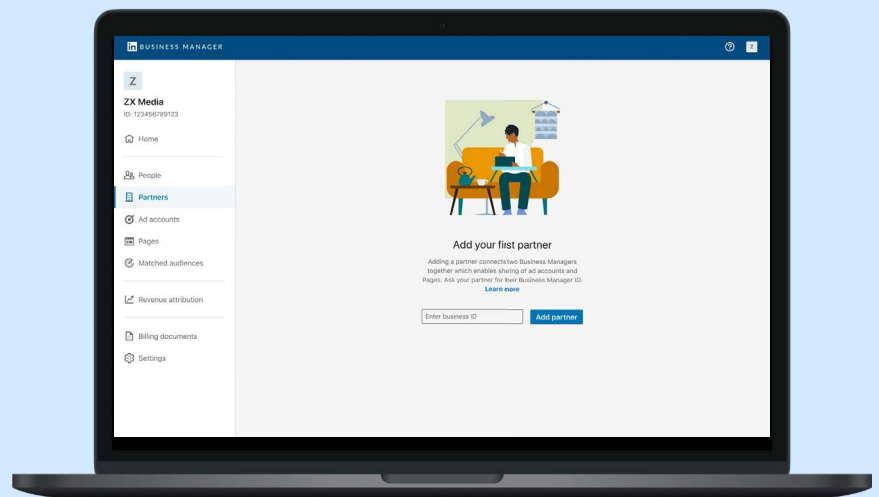 in BUSINESS MANAGER
Z
Z
ZX Media
ID: 123456789123
Home
People
Partners
Ad accounts
Pages
Matched audiences
Revenue attribution
Billing documents
Settings
Add your first partner
Adding a partner connects two Business Managers
together which enables sharing of ad accounts and
Pages. Ask your partner for their Business Manager ID.
Learn more
Enter business ID
Add partner